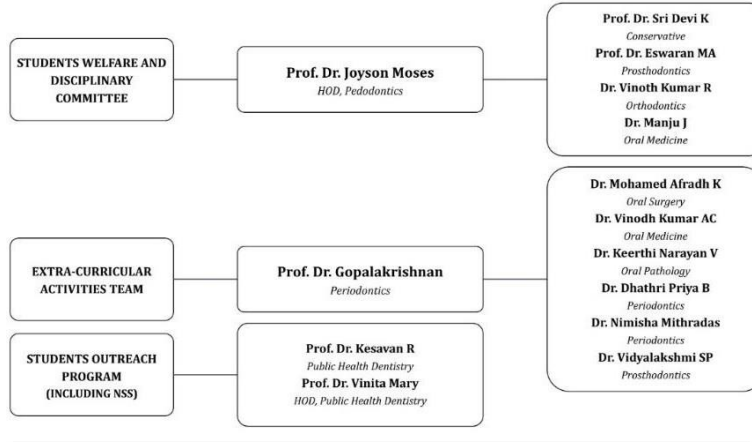 STUDENTS WELFARE AND
DISCIPLINARY
COMMITTEE
Prof. Dr. Joyson Moses
HOD, Pedodontics
Prof. Dr. Sri Devi K
Conservative
Prof. Dr. Eswaran MA
Prosthodontics
Dr. Vinoth Kumar R
Orthodontics
Dr. Manju J
Oral Medicine
EXTRA-CURRICULAR
ACTIVITIES TEAM
Prof. Dr. Gopalakrishnan
Periodontics
Dr. Mohamed Afradh K
Oral Surgery
Dr. Vinodh Kumar AC
Oral Medicine
Dr. Keerthi Narayan V
Oral Pathology
Dr. Dhathri Priya B
Periodontics
Dr. Nimisha Mithradas
Periodontics
Dr. Vidyalakshmi SP
Prosthodontics
STUDENTS OUTREACH
PROGRAM
(INCLUDING NSS)
Prof. Dr. Kesavan R
Public Health Dentistry
Prof. Dr. Vinita Mary
HOD, Public Health Dentistry